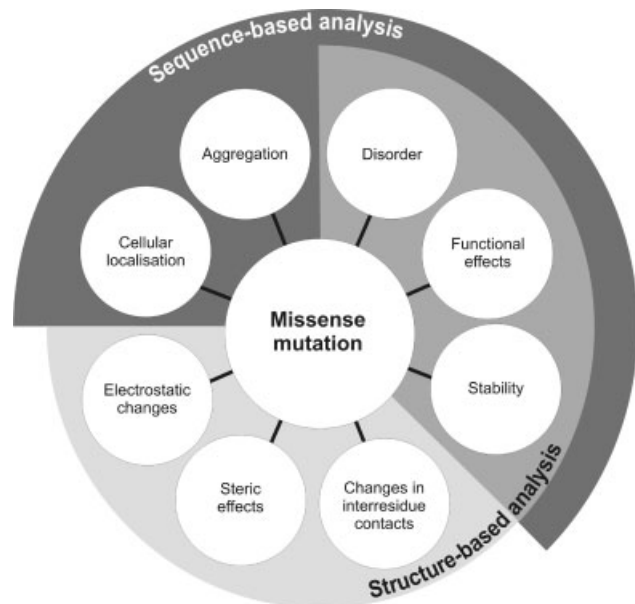 Sequence-based analysis
Aggregation
Disorder
Cellular
localisation
Functional
effects
Missense
mutation
Electrostatic
changes
Stability
Steric
effects
Changes in
interresidue
contacts
Structure-based analysis